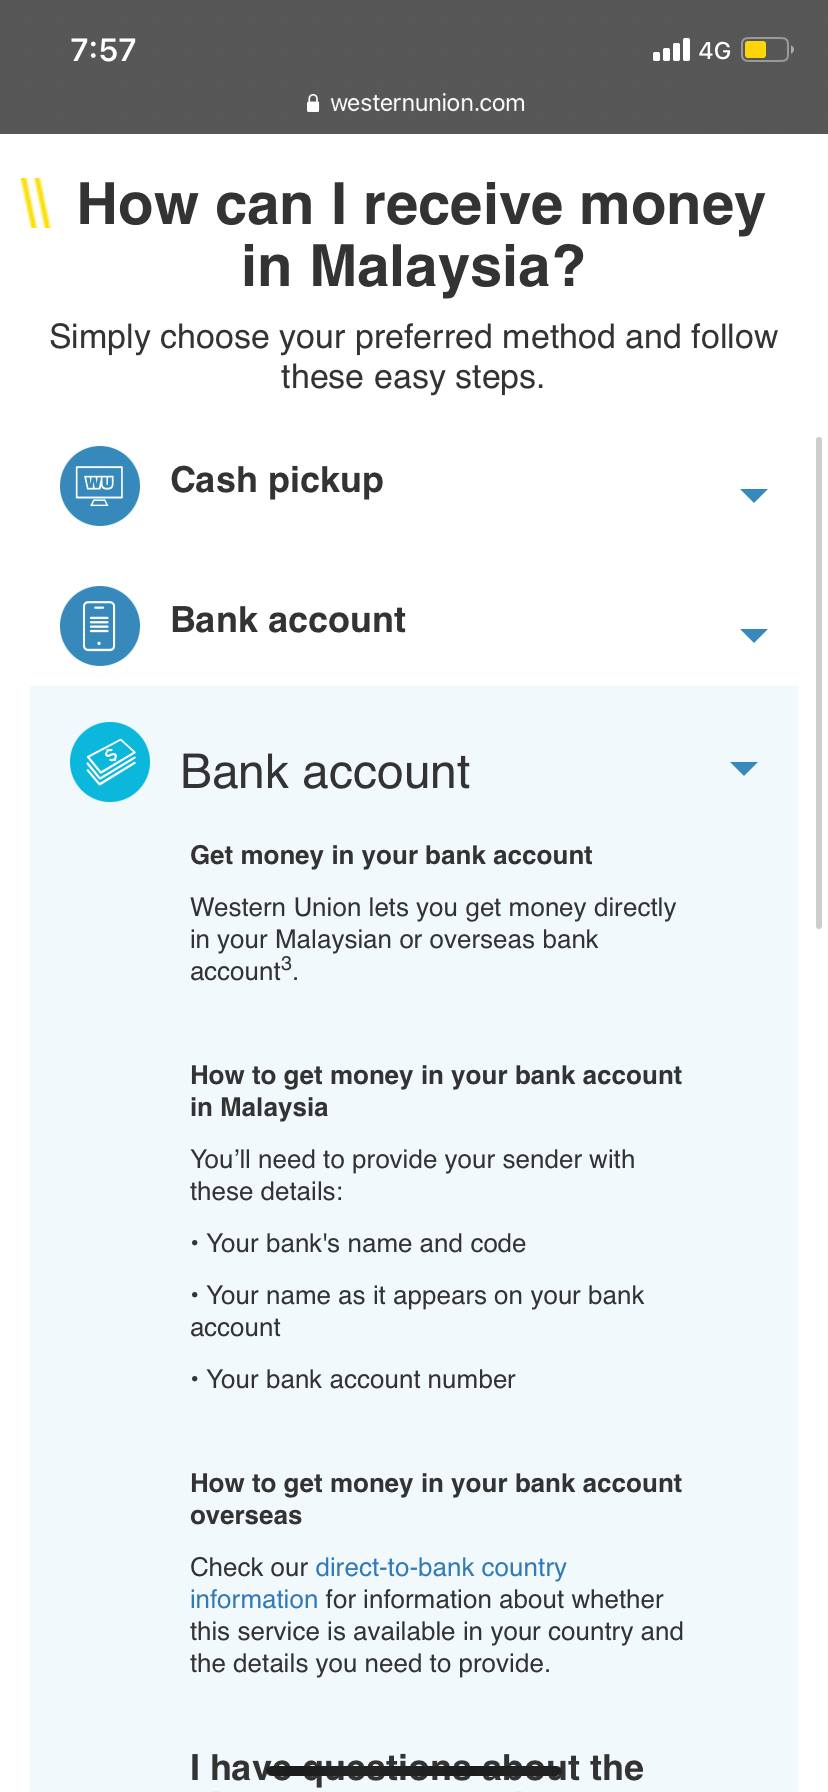 7:57
4G
westernunion.com
How can I receive money
in Malaysia?
Simply choose your preferred method and follow
these easy steps.
WU
Cash pickup
Bank account
$
Bank account
Get money in your bank account
Western Union lets you get money directly
in your Malaysian or overseas bank
account³.
How to get money in your bank account
in Malaysia
You’ll need to provide your sender with
these details:
• Your bank's name and code
• Your name as it appears on your bank
account
• Your bank account number
How to get money in your bank account
overseas
Check our direct-to-bank country
information for information about whether
this service is available in your country and
the details you need to provide.
I have questions about the